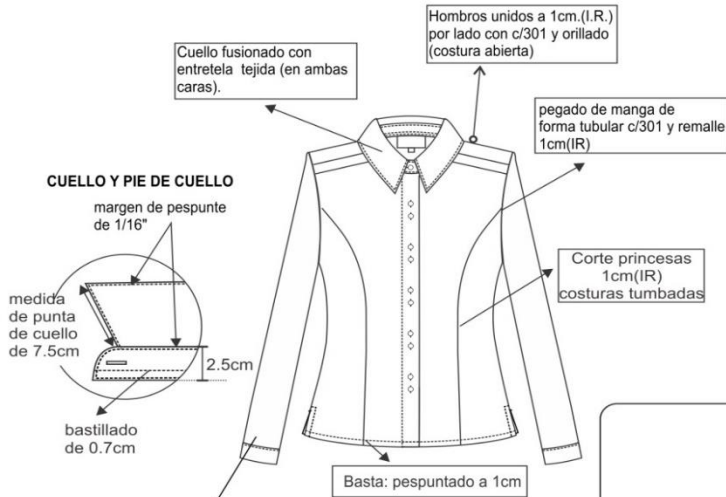 Hombros unidos a 1cm.(I.R.)
por lado con c/301 y orillado
(costura abierta)
Cuello fusionado con
entretela tejida (en ambas
caras).
pegado de manga de
forma tubular c/301 y remalle
1cm(IR)
CUELLO Y PIE DE CUELLO
margen de pespunte
de 1/16"
medida
de punta
de cuello
de 7.5cm
2.5cm
bastillado
de 0.7cm
Corte princesas
1cm(IR)
costuras tumbadas
Basta: pespuntado a 1cm